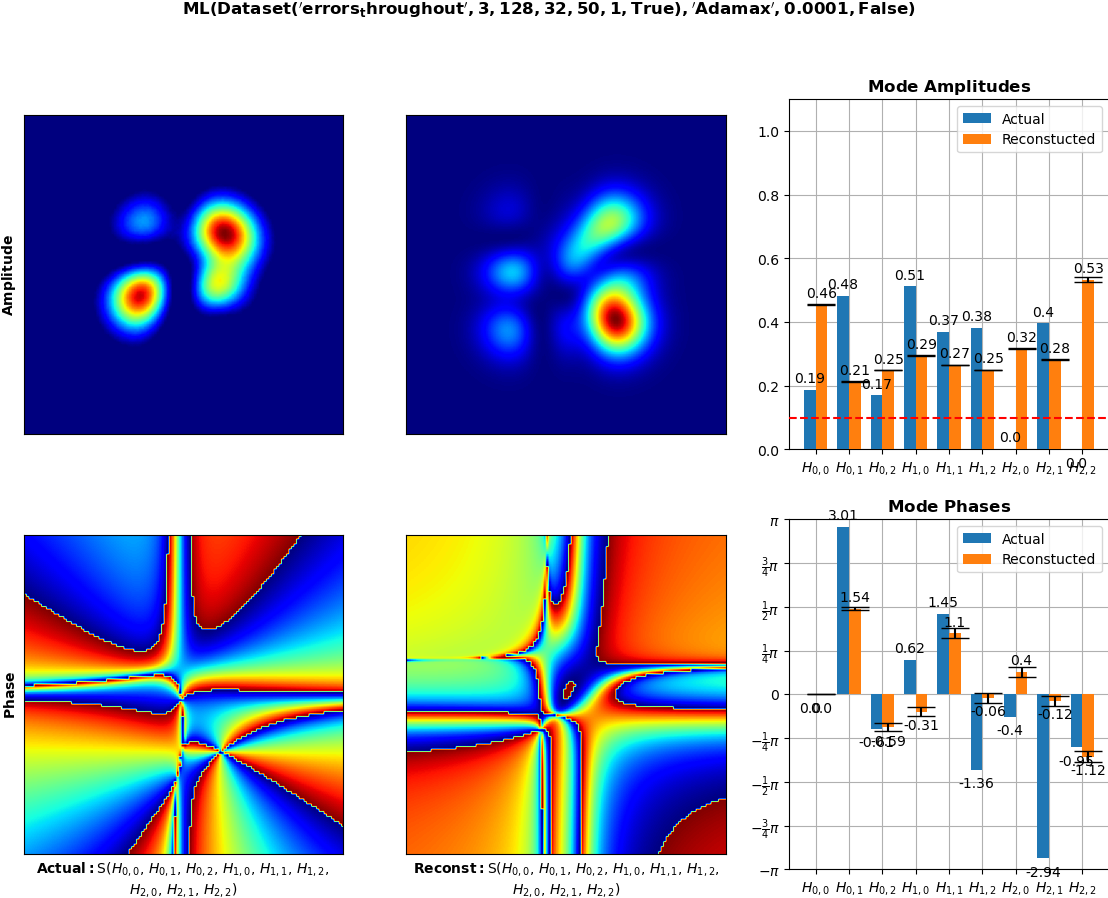 ML(Dataset('errors_throughout', 3, 128, 32, 50, 1, True), 'Adamax', 0.0001, False)
Amplitude
Mode Amplitudes
Actual
Reconstucted
1.0
0.8
0.6
0.4
0.2
0.0
0.19
0.48
0.17
0.51
0.37
0.38
0.0
0.4
0.0
0.46
0.21
0.25
0.29
0.27
0.25
0.32
0.28
0.53
H0,0 H0,1 H0,2 H1,0 H1,1 H1,2 H2,0 H2,1 H2,2
Phase
Actual: S(H0,0, H0,1, H0,2, H1,0, H1,1, H1,2,
H2,0, H2,1, H2,2)
Reconst: S(H0,0, H0,1, H0,2, H1,0, H1,1, H1,2,
H2,0, H2,1, H2,2)
Mode Phases
Actual
Reconstucted
π
3/4π
1/2π
1/4π
0
−1/4π
−1/2π
−3/4π
−π
0.0
3.01
0.62
1.45
-1.36
-0.4
-2.94
0.0
1.54
-0.59
-0.31
1.1
-0.06
0.4
-0.12
-1.12
H0,0 H0,1 H0,2 H1,0 H1,1 H1,2 H2,0 H2,1 H2,2